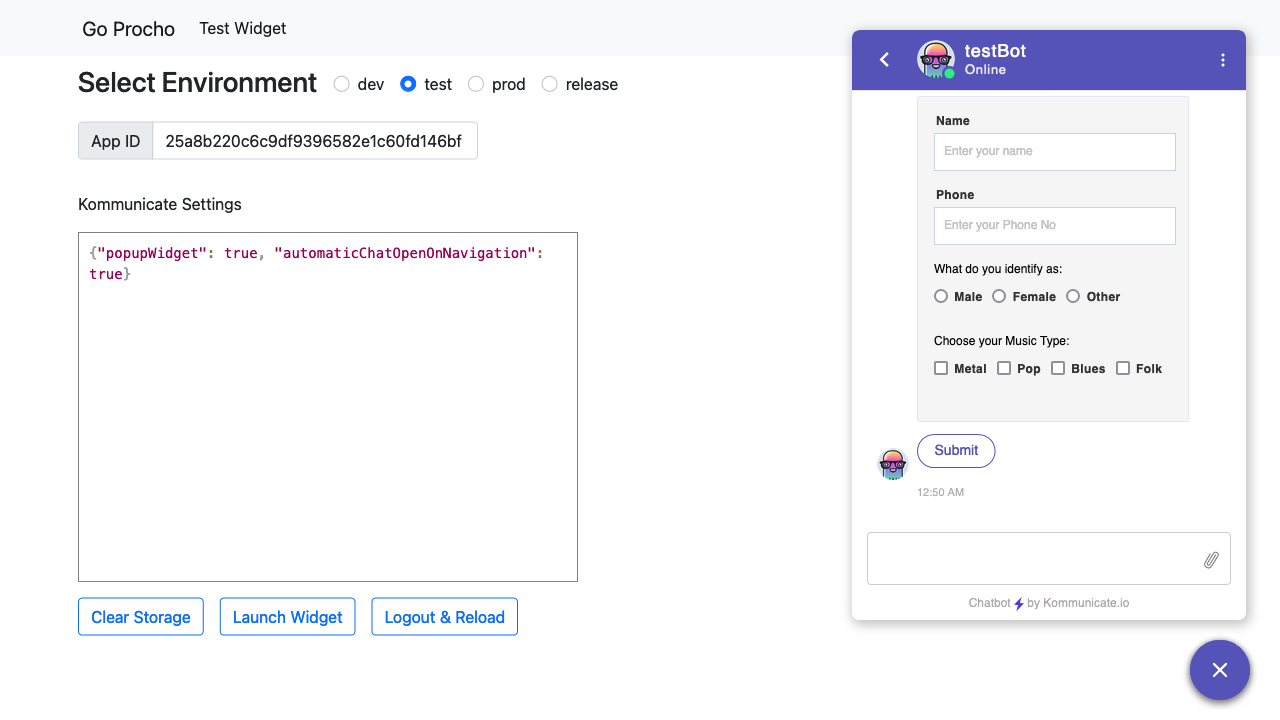 Go Procho Test Widget
Select Environment dev test prod release
App ID 25a8b220c6c9df9396582e1c60fd146bf
Kommunicate Settings
{"popupWidget": true, "automaticChatOpenOnNavigation":
true}
Clear Storage Launch Widget Logout & Reload
testBot
Online
Name
Enter your name
Phone
Enter your Phone No
What do you identify as:
Male Female Other
Choose your Music Type:
Metal Pop Blues Folk
Submit
12:50 AM
Chatbot by Kommunicate.io